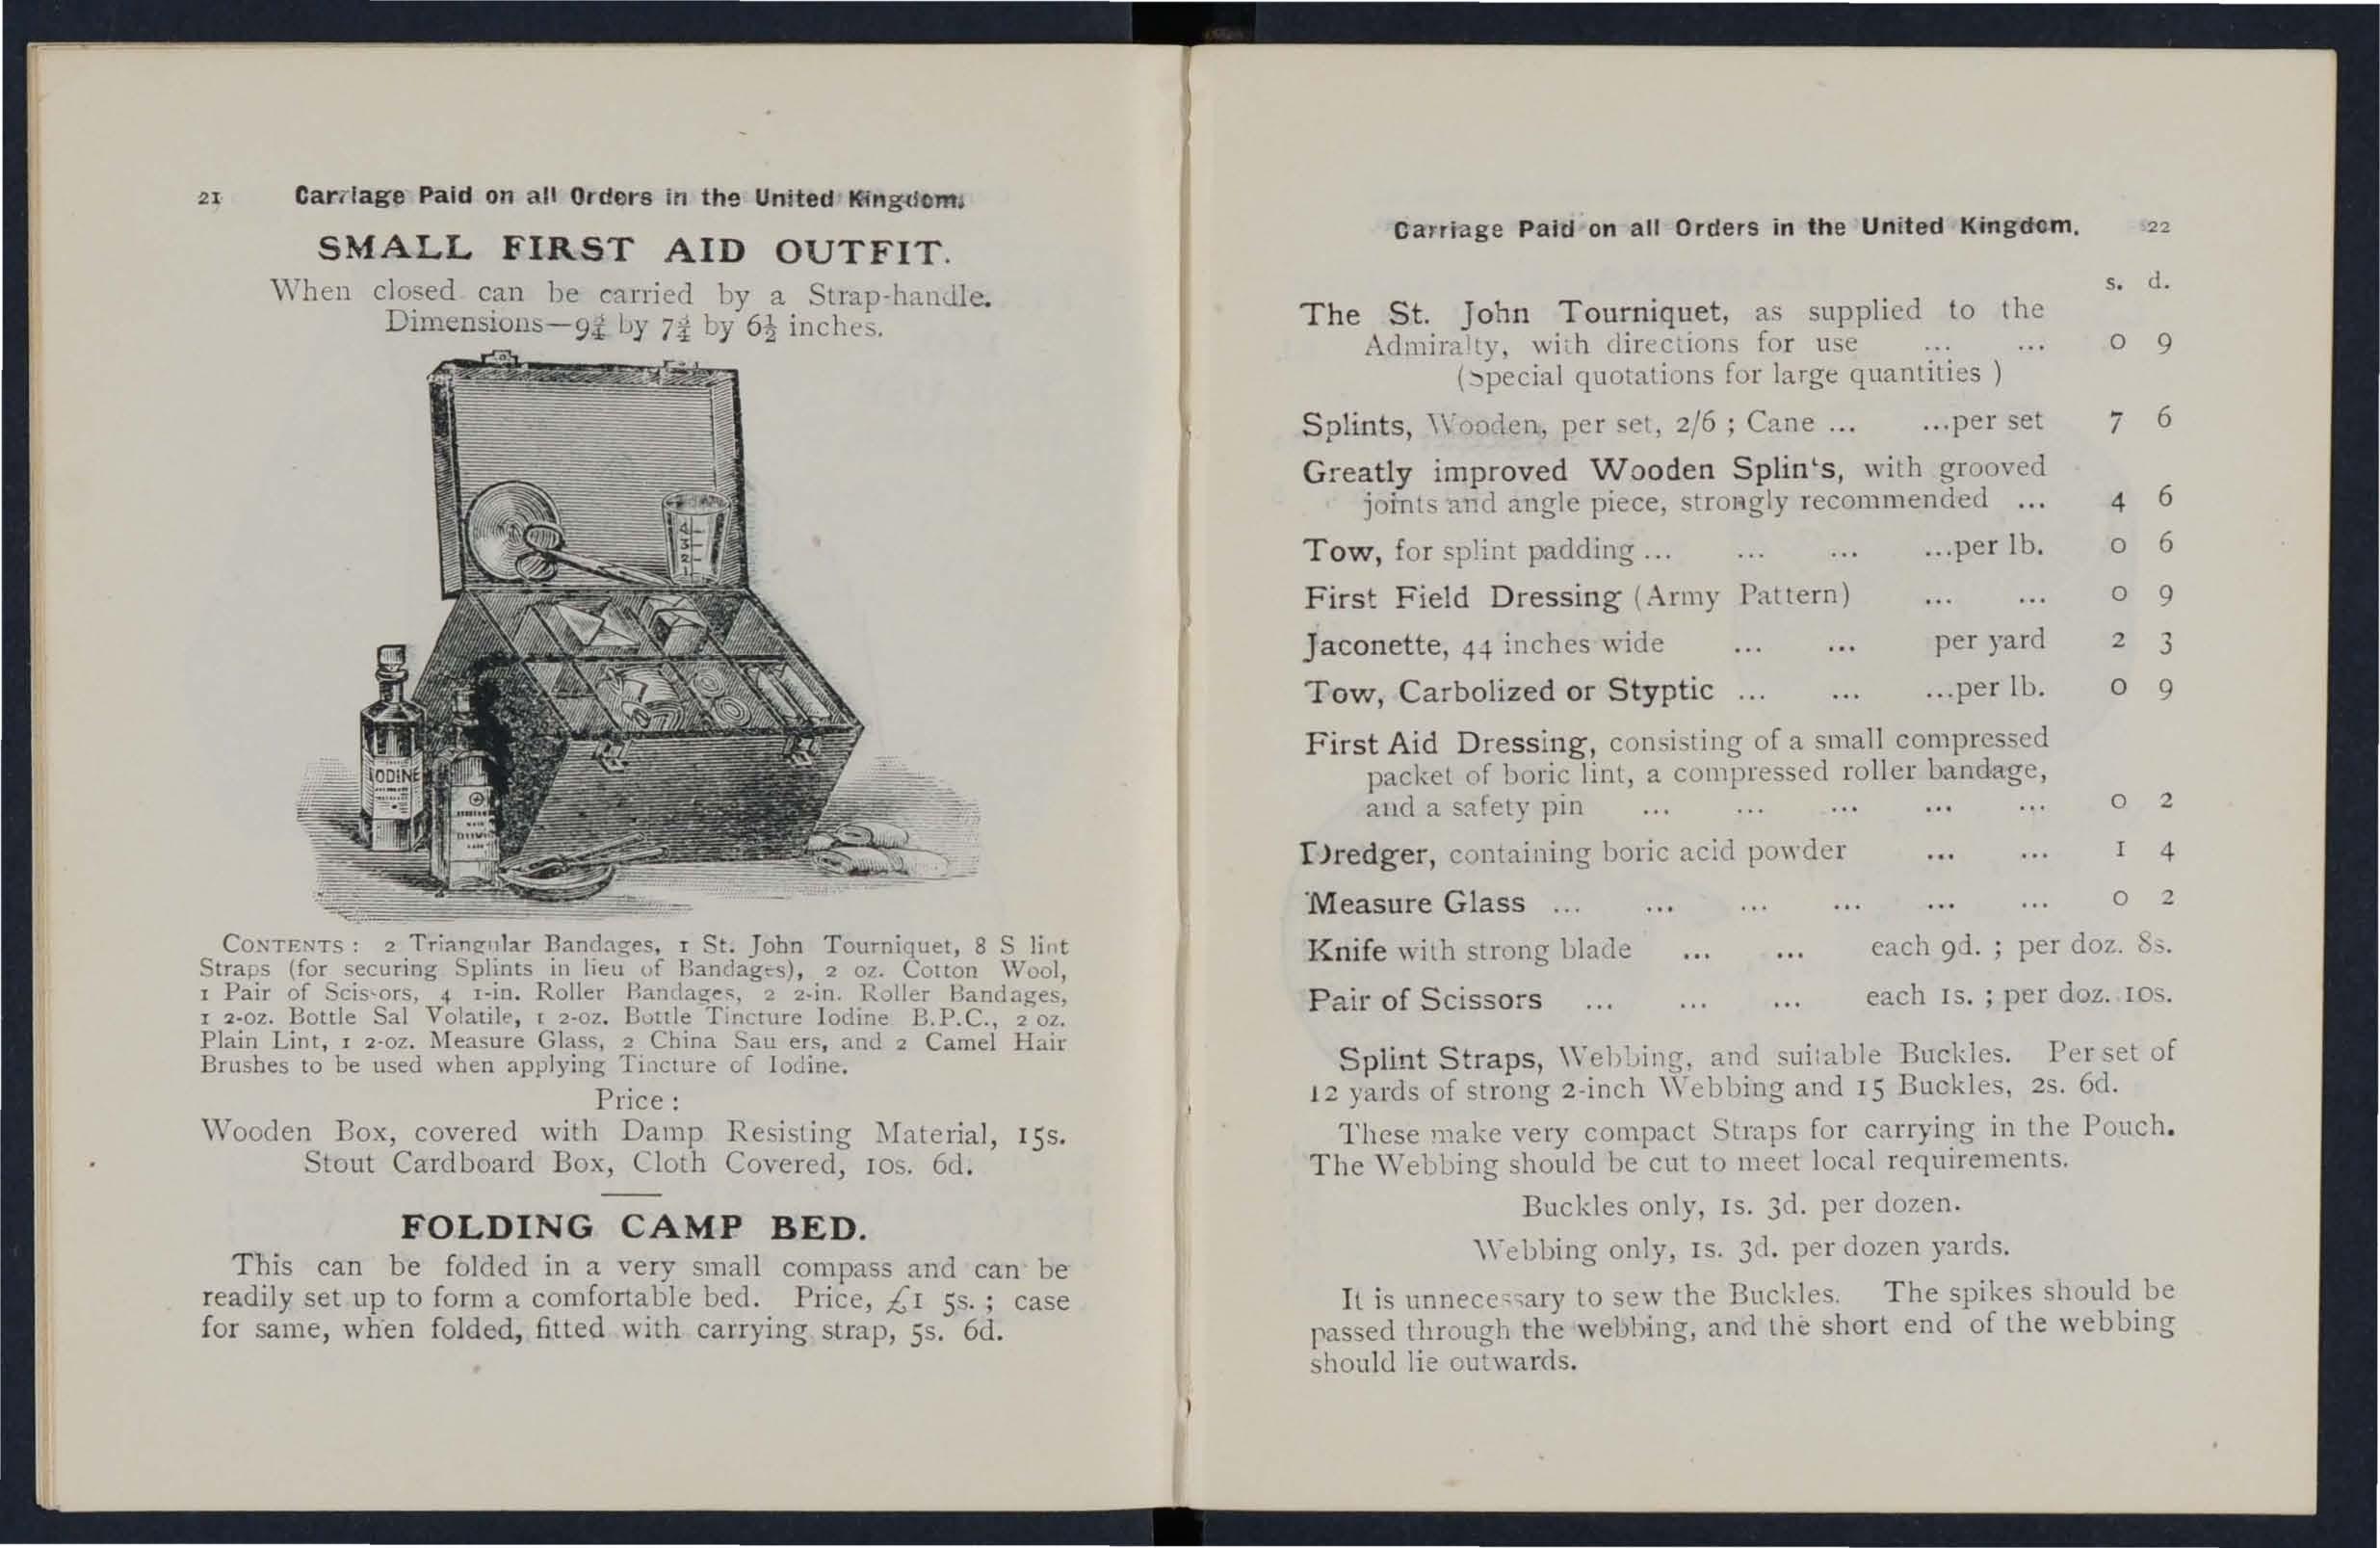 21 Carriage Paid on all Orders in the United Kingdom.
SMALL FIRST AID OUTFIT.
When closed can be carried by a Strap-handle.
Dimensions—9¾ by 7¾ by 6½ inches.
4
3
2
1
IODINE
CONTENTS : 2 Triangular Bandages, 1 St. John Tourniquet, 8 S lint
Straps (for securing Splints in lieu of Bandages), 2 oz. Cotton Wool,
1 Pair of Scissors, 4 1-in. Roller Bandages, 2 2-in. Roller Bandages,
1 2-oz. Bottle Sal Volatile, 1 2-oz. Bottle Tincture Iodine B.P.C., 2 oz.
Plain Lint, 1 2-oz. Measure Glass, 2 China Sau ers, and 2 Camel Hair
Brushes to be used when applying Tincture of Iodine.
Price :
Wooden Box, covered with Damp Resisting Material, 15s.
Stout Cardboard Box, Cloth Covered, 10s. 6d.
FOLDING CAMP BED.
This can be folded in a very small compass and can be
readily set up to form a comfortable bed. Price, £1 5s. ; case
for same, when folded, fitted with carrying strap, 5s. 6d.
Carriage Paid on all Orders in the United Kingdom. 22
s. d.
The St. John Tourniquet, as supplied to the
Admiralty, with directions for use ... ... 0 9
(Special quotations for large quantities )
Splints, Wooden, per set, 2/6 ; Cane ... ...per set 7 6
Greatly improved Wooden Splin's, with grooved
joints and angle piece, strongly recommended ... 4 6
Tow, for splint padding ... ... ... ...per lb. 0 6
First Field Dressing (Army Pattern) ... ... 0 9
Jaconette, 44 inches wide ... ... per yard 2 3
Tow, Carbolized or Styptic ... ... ...per lb. 0 9
First Aid Dressing, consisting of a small compressed
packet of boric lint, a compressed roller bandage,
and a safety pin ... ... ... ... ... 0 2
Dredger, containing boric acid powder ... ... 1 4
Measure Glass ... ... ... ... ... ... 0 2
Knife with strong blade ... ... each 9d. ; per doz. 8s.
Pair of Scissors ... ... ... each 1s. ; per doz. 10s.
Splint Straps, Webbing, and suitable Buckles. Per set of
12 yards of strong 2-inch Webbing and 15 Buckles, 2s. 6d.
These make very compact Straps for carrying in the Pouch.
The Webbing should be cut to meet local requirements.
Buckles only, 1s. 3d. per dozen.
Webbing only, 1s. 3d. per dozen yards.
It is unnecessary to sew the Buckles. The spikes should be
passed through the webbing, and the short end of the webbing
should lie outwards.